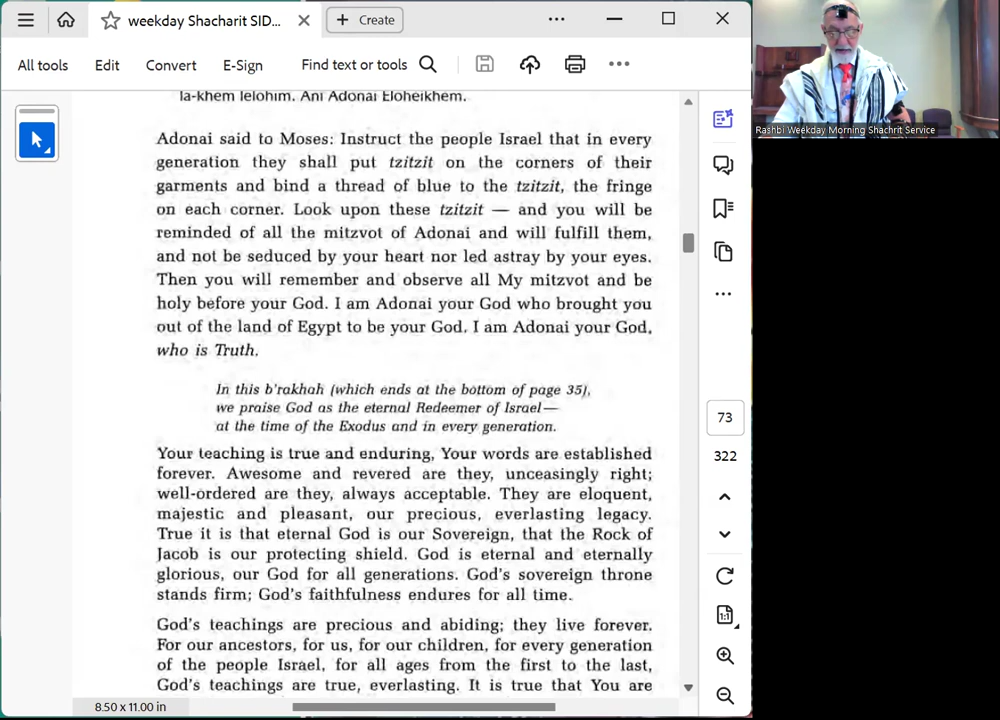 weekday Shacharit SID...
+ Create
All tools
Edit
Convert
E-Sign
Find text or tools
la-khem lelohim. Ani Adonai Eloheikhem.
Adonai said to Moses: Instruct the people Israel that in every
generation they shall put tzitzit on the corners of their
garments and bind a thread of blue to the tzitzit, the fringe
on each corner. Look upon these tzitzit — and you will be
reminded of all the mitzvot of Adonai and will fulfill them,
and not be seduced by your heart nor led astray by your eyes.
Then you will remember and observe all My mitzvot and be
holy before your God. I am Adonai your God who brought you
out of the land of Egypt to be your God. I am Adonai your God,
who is Truth.
In this b'rakhah (which ends at the bottom of page 35),
we praise God as the eternal Redeemer of Israel—
at the time of the Exodus and in every generation.
Your teaching is true and enduring, Your words are established
forever. Awesome and revered are they, unceasingly right;
well-ordered are they, always acceptable. They are eloquent,
majestic and pleasant, our precious, everlasting legacy.
True it is that eternal God is our Sovereign, that the Rock of
Jacob is our protecting shield. God is eternal and eternally
glorious, our God for all generations. God's sovereign throne
stands firm; God's faithfulness endures for all time.
God's teachings are precious and abiding; they live forever.
For our ancestors, for us, for our children, for every generation
of the people Israel, for all ages from the first to the last,
God's teachings are true, everlasting. It is true that You are
73
322
1:1
8.50 x 11.00 in
Rashbi Weekday Morning Shachrit Service